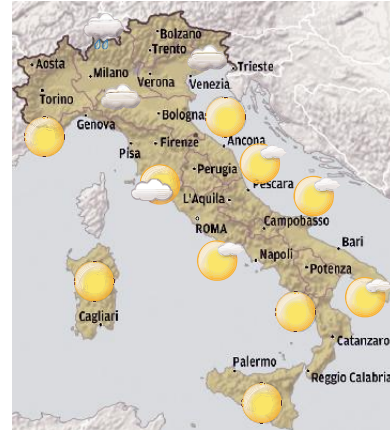 Bolzano
Trento
Aosta
Milano
Verona
Venezia
Trieste
Torino
Genova
Bologna
Pisa
Firenze
Ancona
Perugia
Pescara
L'Aquila
ROMA
Campobasso
Bari
Napoli
Potenza
Cagliari
Catanzaro
Palermo
Reggio Calabria